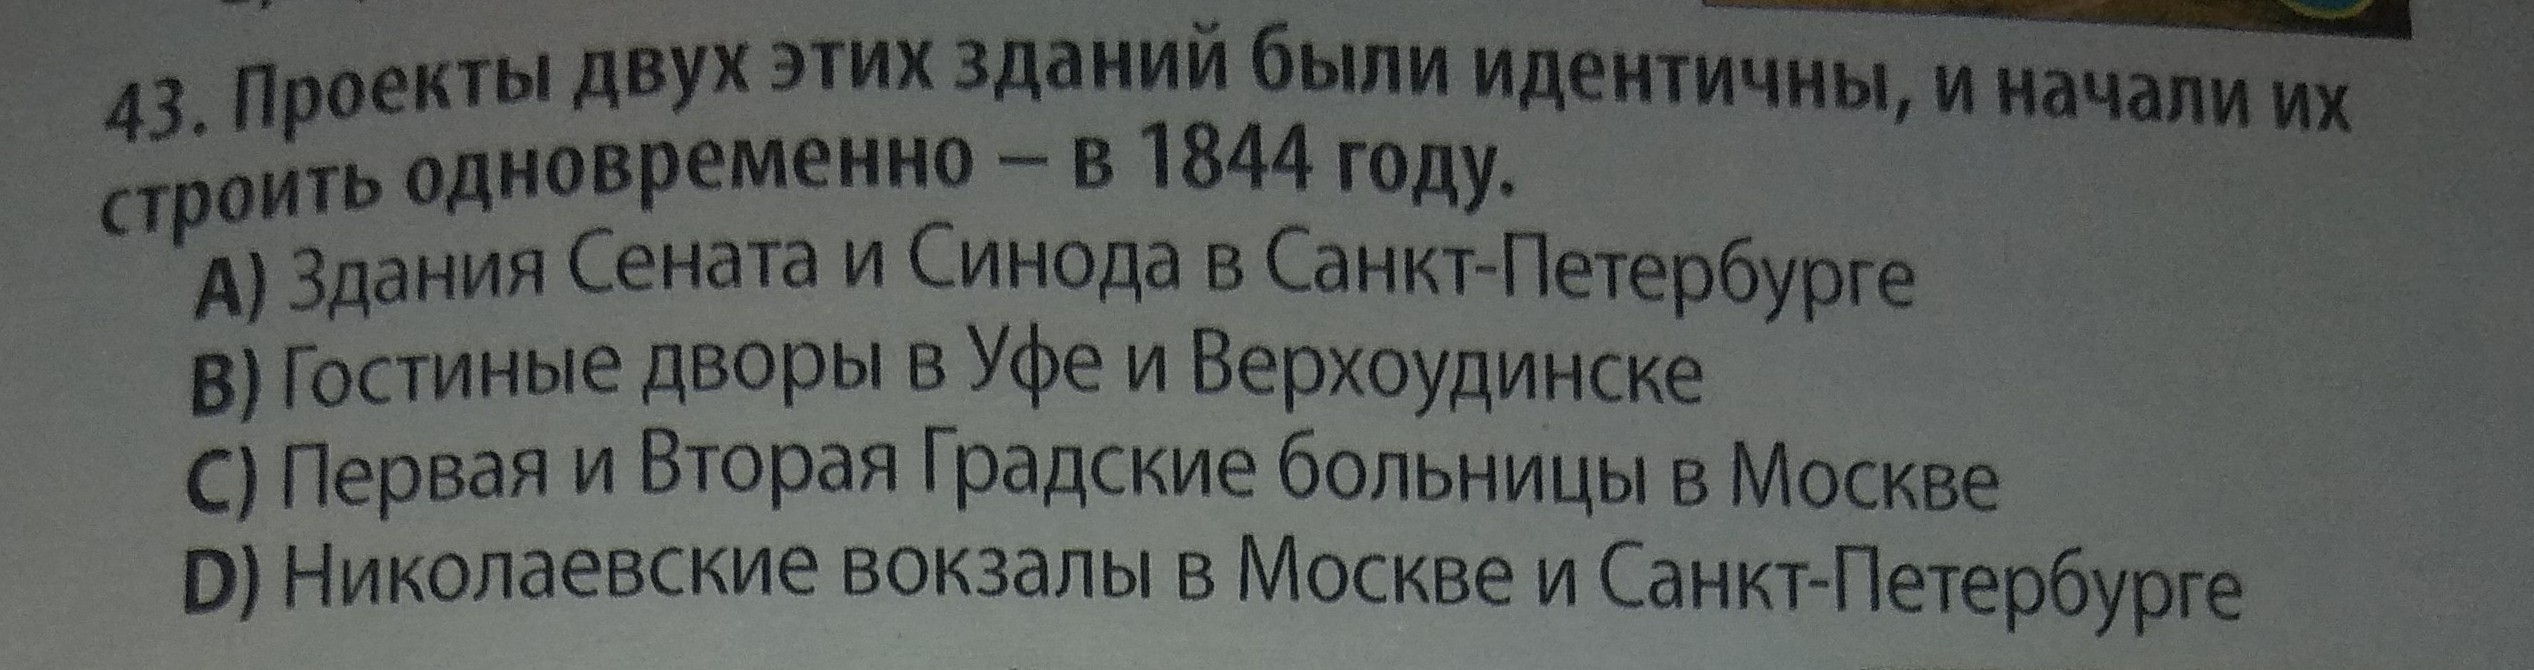 43. Проекты двух этих зданий были идентичны, и начали их
строить одновременно – в 1844 году.
A) Здания Сената и Синода в Санкт-Петербурге
B) Гостиные дворы в Уфе и Верхоудинске
C) Первая и Вторая Градские больницы в Москве
D) Николаевские вокзалы в Москве и Санкт-Петербурге